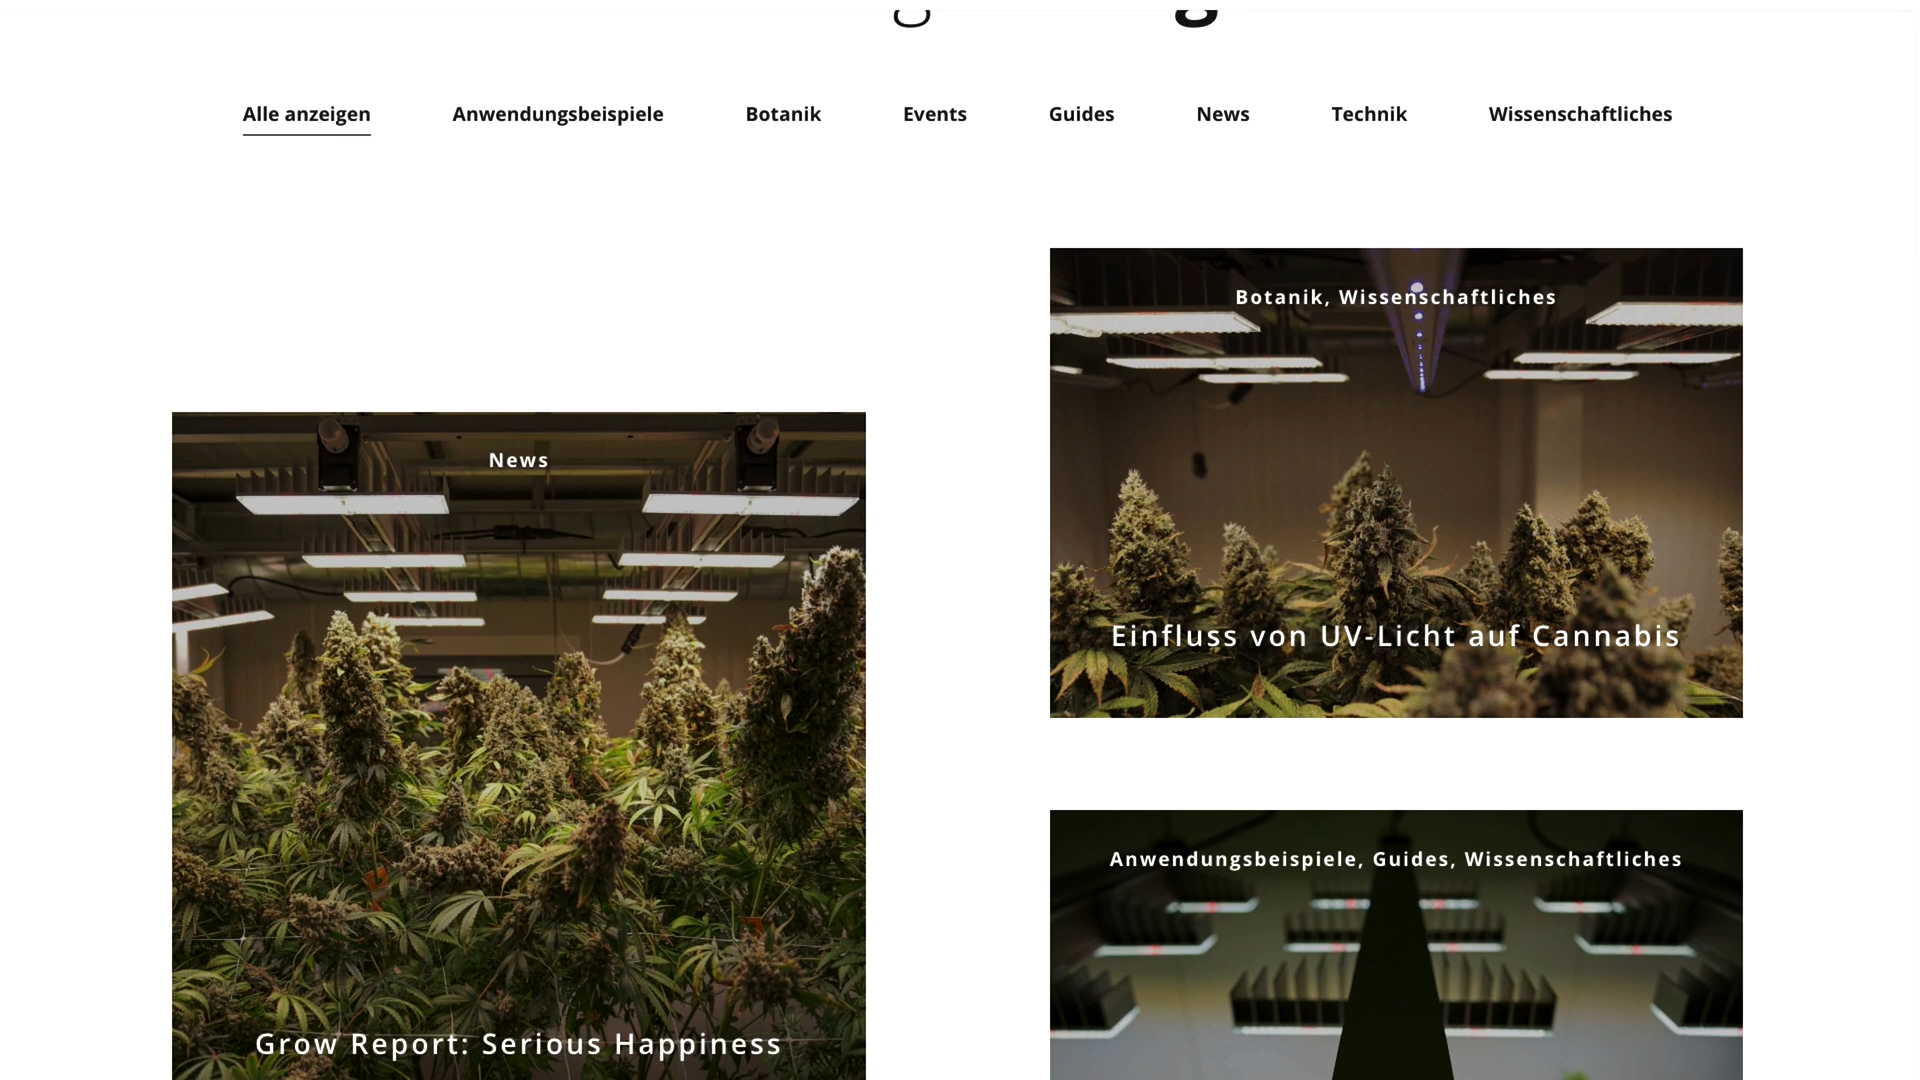 Alle anzeigen Anwendungsbeispiele Botanik Events Guides News Technik Wissenschaftliches
Botanik, Wissenschaftliches
Einfluss von UV-Licht auf Cannabis
News
Grow Report: Serious Happiness
Anwendungsbeispiele, Guides, Wissenschaftliches